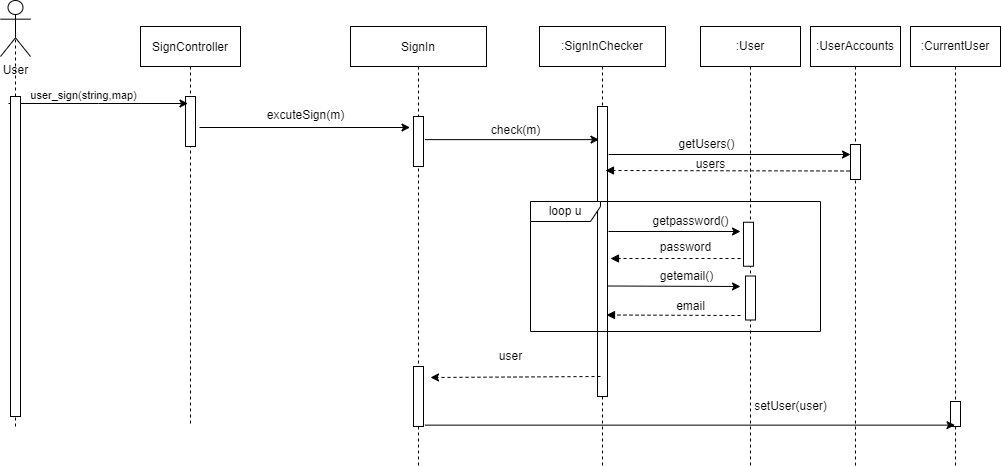 User
SignController
SignIn
:SignInChecker
:User
:UserAccounts
:CurrentUser
user_sign(string,map)
excuteSign(m)
check(m)
getUsers()
users
loop u
getpassword()
password
getemail()
email
user
setUser(user)